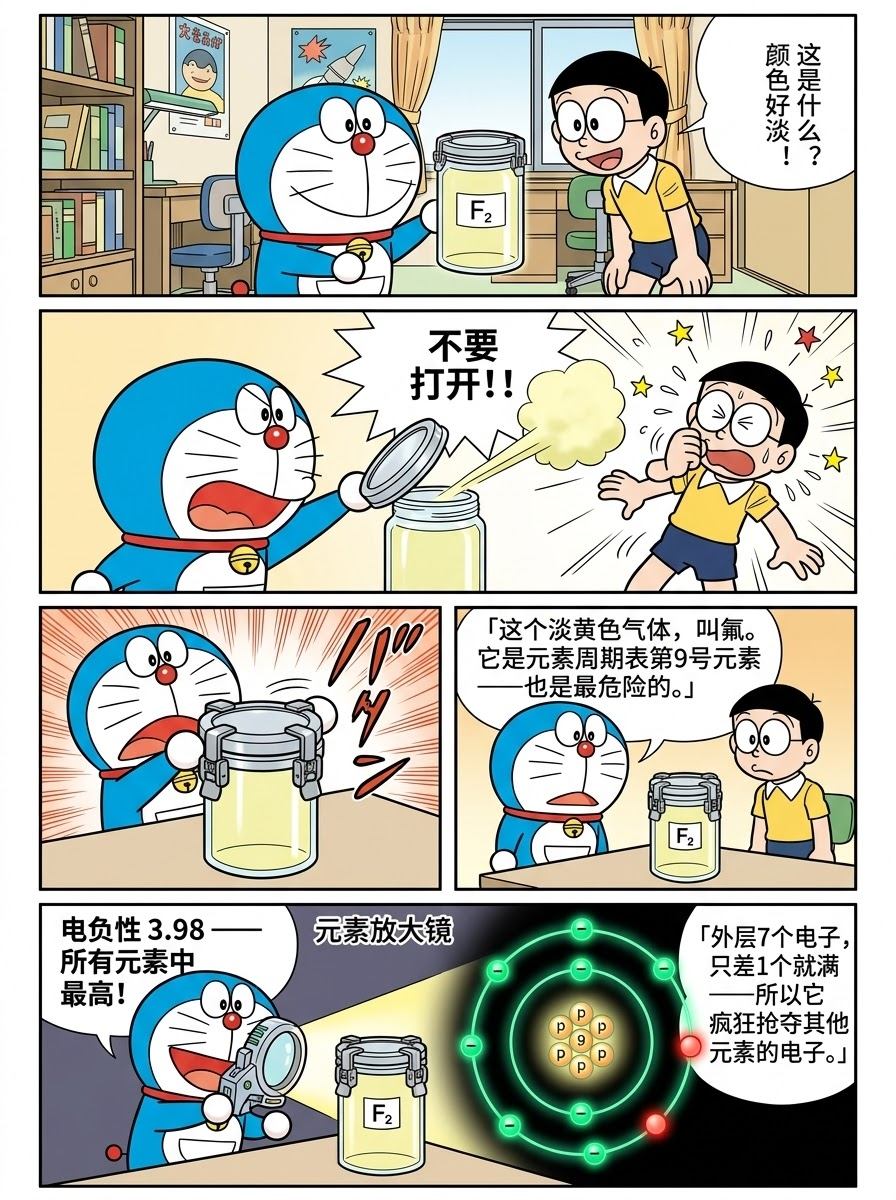 这是什么？
颜色好淡！
F₂
不要
打开!!
バタン
「这个淡黄色气体，叫氟。
它是元素周期表第9号元素
——也是最危险的。」
F₂
电负性 3.98 ——
所有元素中
最高！
元素放大镜
F₂
p
p
p
9
p
p
p
「外层7个电子，
只差1个就满
——所以它
疯狂抢夺其他
元素的电子。」